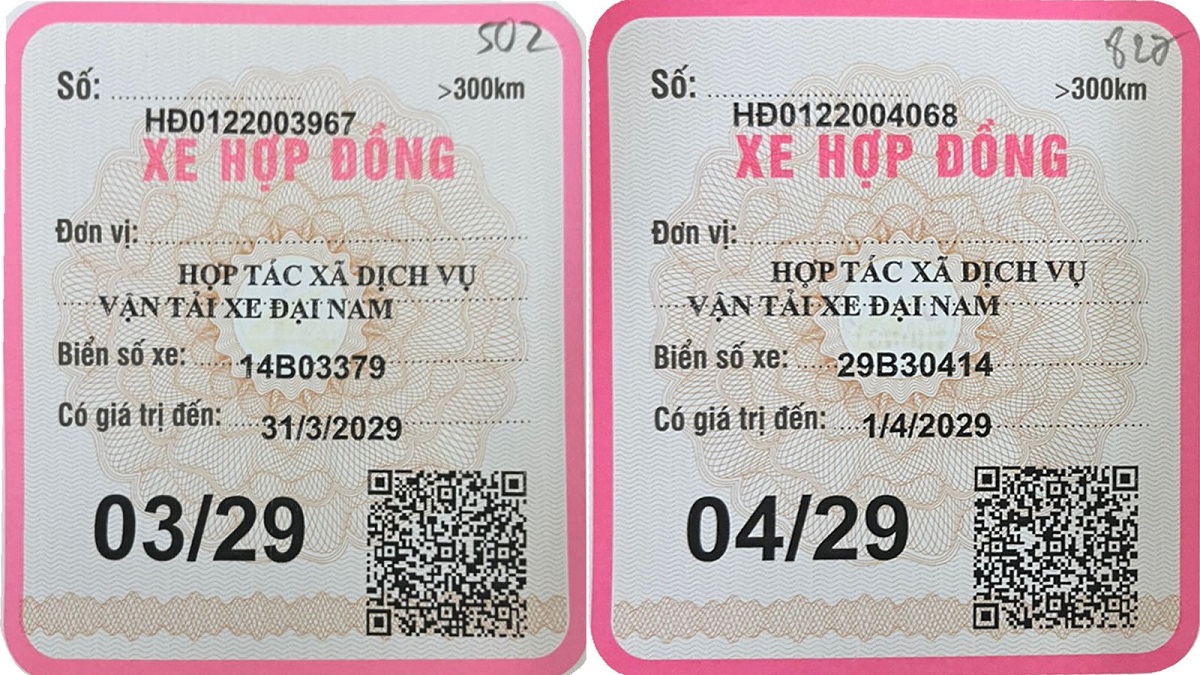 502
Số:
>300km
HĐ0122003967
XE HỢP ĐỒNG
Đơn vị:
HỢP TÁC XÃ DỊCH VỤ
VẬN TẢI XE ĐẠI NAM
Biển số xe: 14B03379
Có giá trị đến: 31/3/2029
03/29
Số:
>300km
HĐ0122004068
XE HỢP ĐỒNG
Đơn vị:
HỢP TÁC XÃ DỊCH VỤ
VẬN TẢI XE ĐẠI NAM
Biển số xe: 29B30414
Có giá trị đến: 1/4/2029
04/29